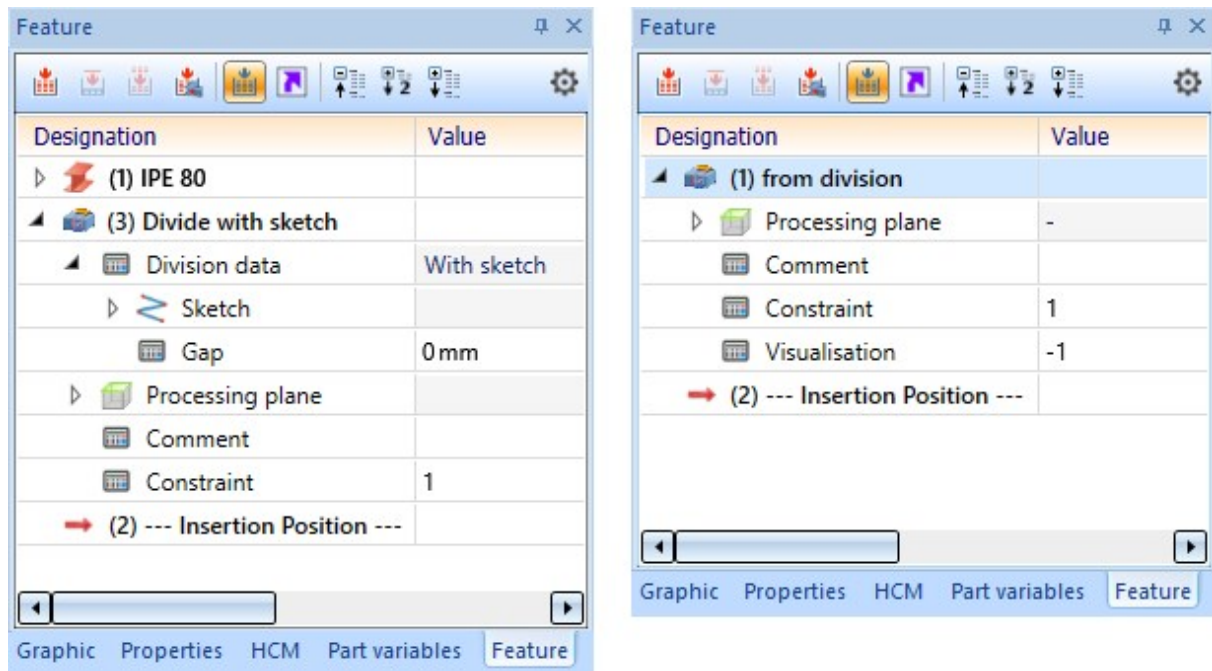 Feature
Designation Value
(1) IPE 80
(3) Divide with sketch
Division data With sketch
Sketch
Gap 0 mm
Processing plane
Comment
Constraint 1
(2) --- Insertion Position ---
Graphic Properties HCM Part variables Feature
Feature
Designation Value
(1) from division
Processing plane -
Comment
Constraint 1
Visualisation -1
(2) --- Insertion Position ---
Graphic Properties HCM Part variables Feature